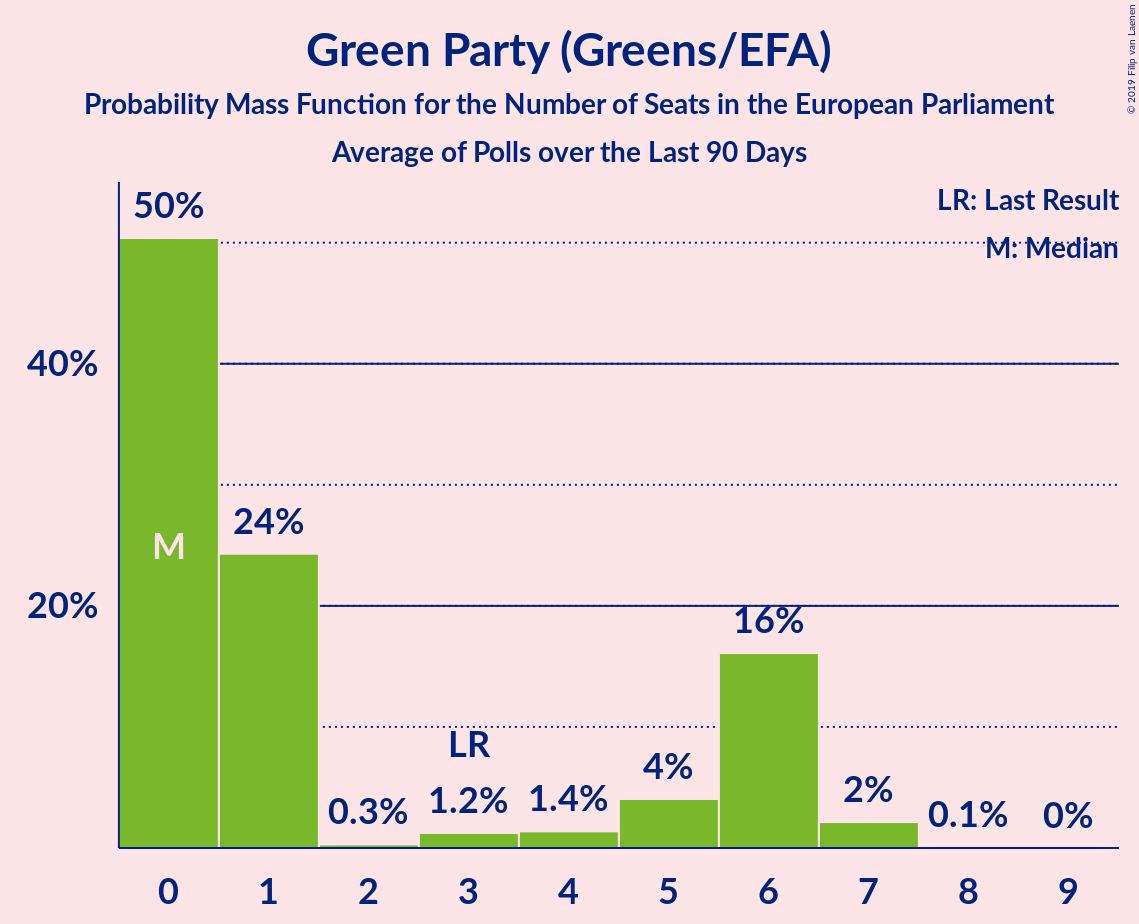 Green Party (Greens/EFA)
Probability Mass Function for the Number of Seats in the European Parliament
Average of Polls over the Last 90 Days
© 2019 Filip van Laenen
LR: Last Result
M: Median
50%
40%
24%
M
20%
16%
LR
4%
2%
0.3%
1.2%
1.4%
0.1%
0%
0 1 2 3 4 5 6 7 8 9